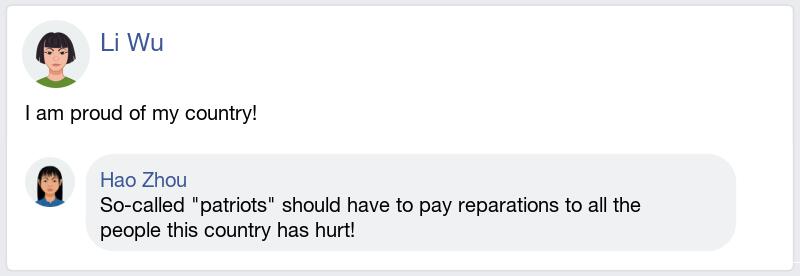 Li Wu
I am proud of my country!
Hao Zhou
So-called "patriots" should have to pay reparations to all the
people this country has hurt!